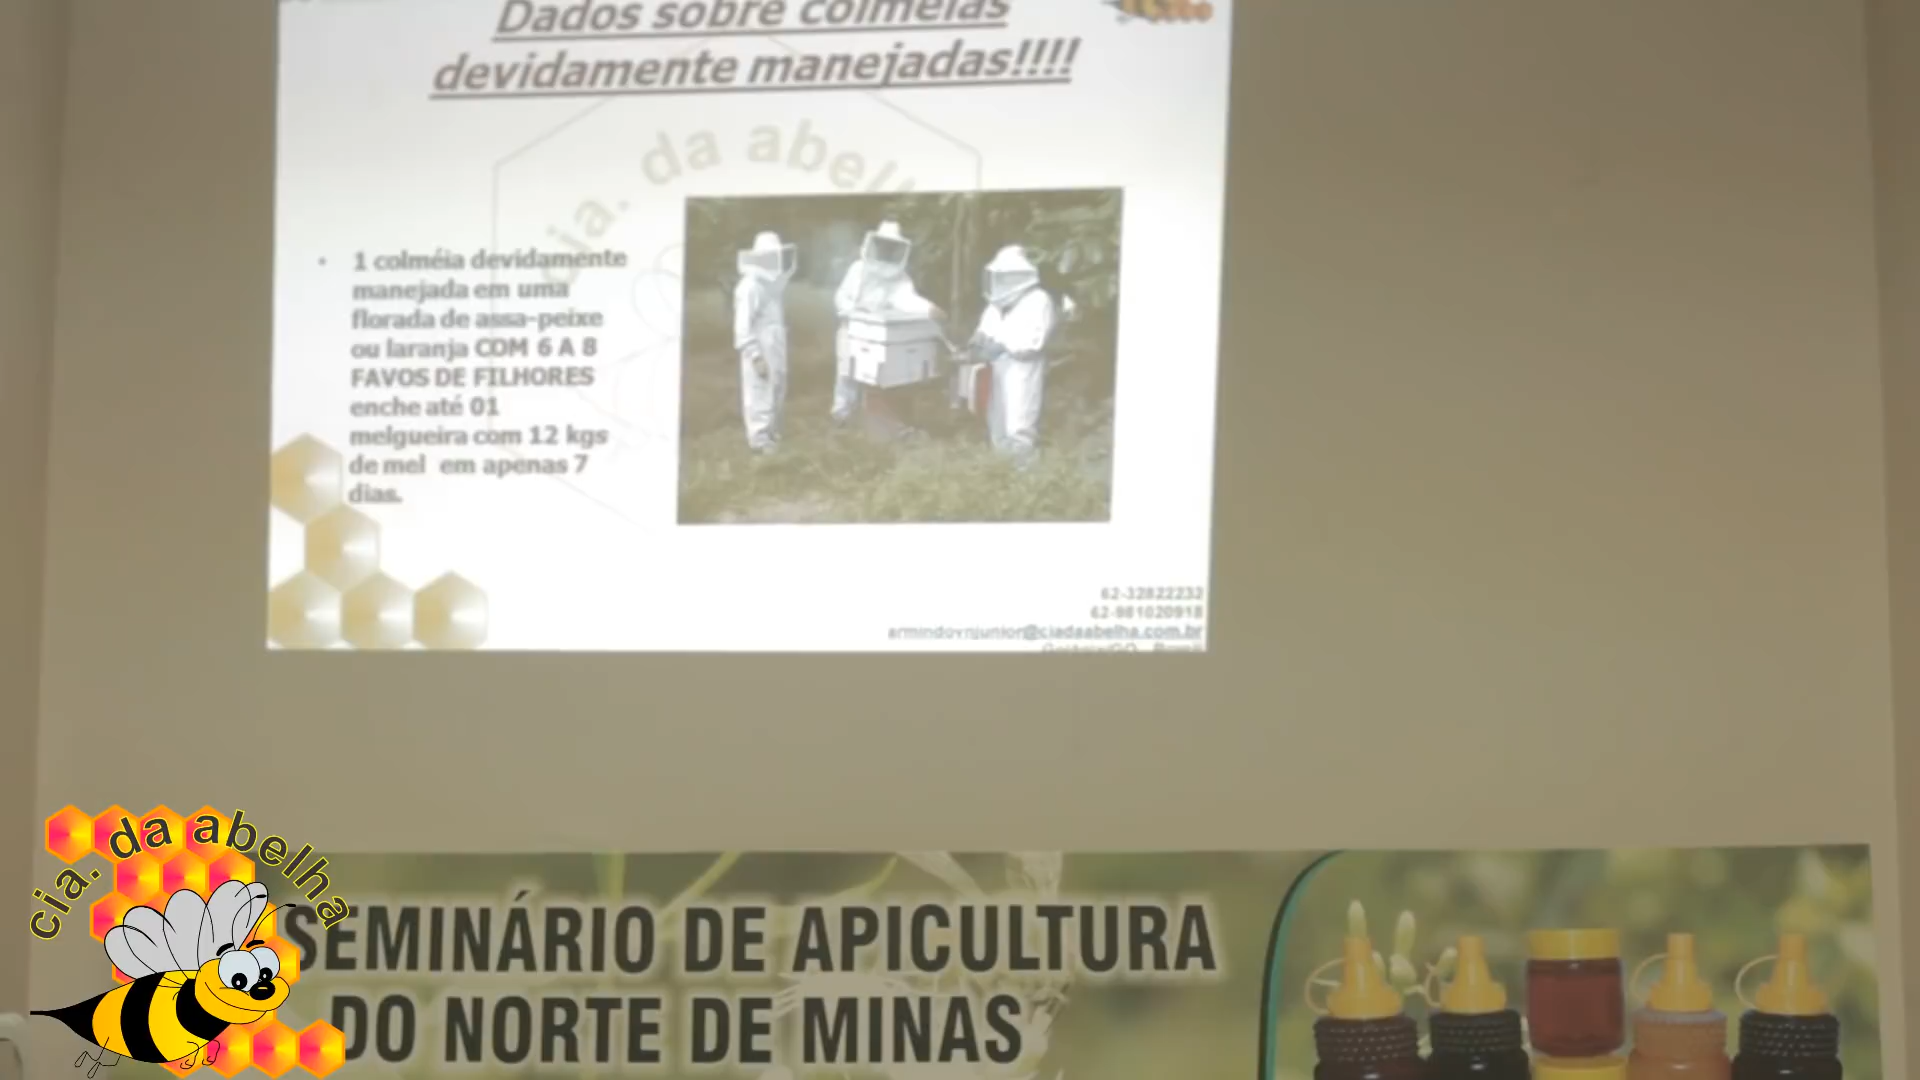 Dados sobre colméias
devidamente manejadas!!!!
cia. da abelh
• 1 colméia devidamente
manejada em uma
florada de assa-peixe
ou laranja COM 6 A 8
FAVOS DE FILHORES
enche até 01
melgueira com 12 kgs
de mel em apenas 7
dias.
62-32822232
62-981020918
armindovnjunior@ciadaabelha.com.br
cia. da abelha
SEMINÁRIO DE APICULTURA
DO NORTE DE MINAS